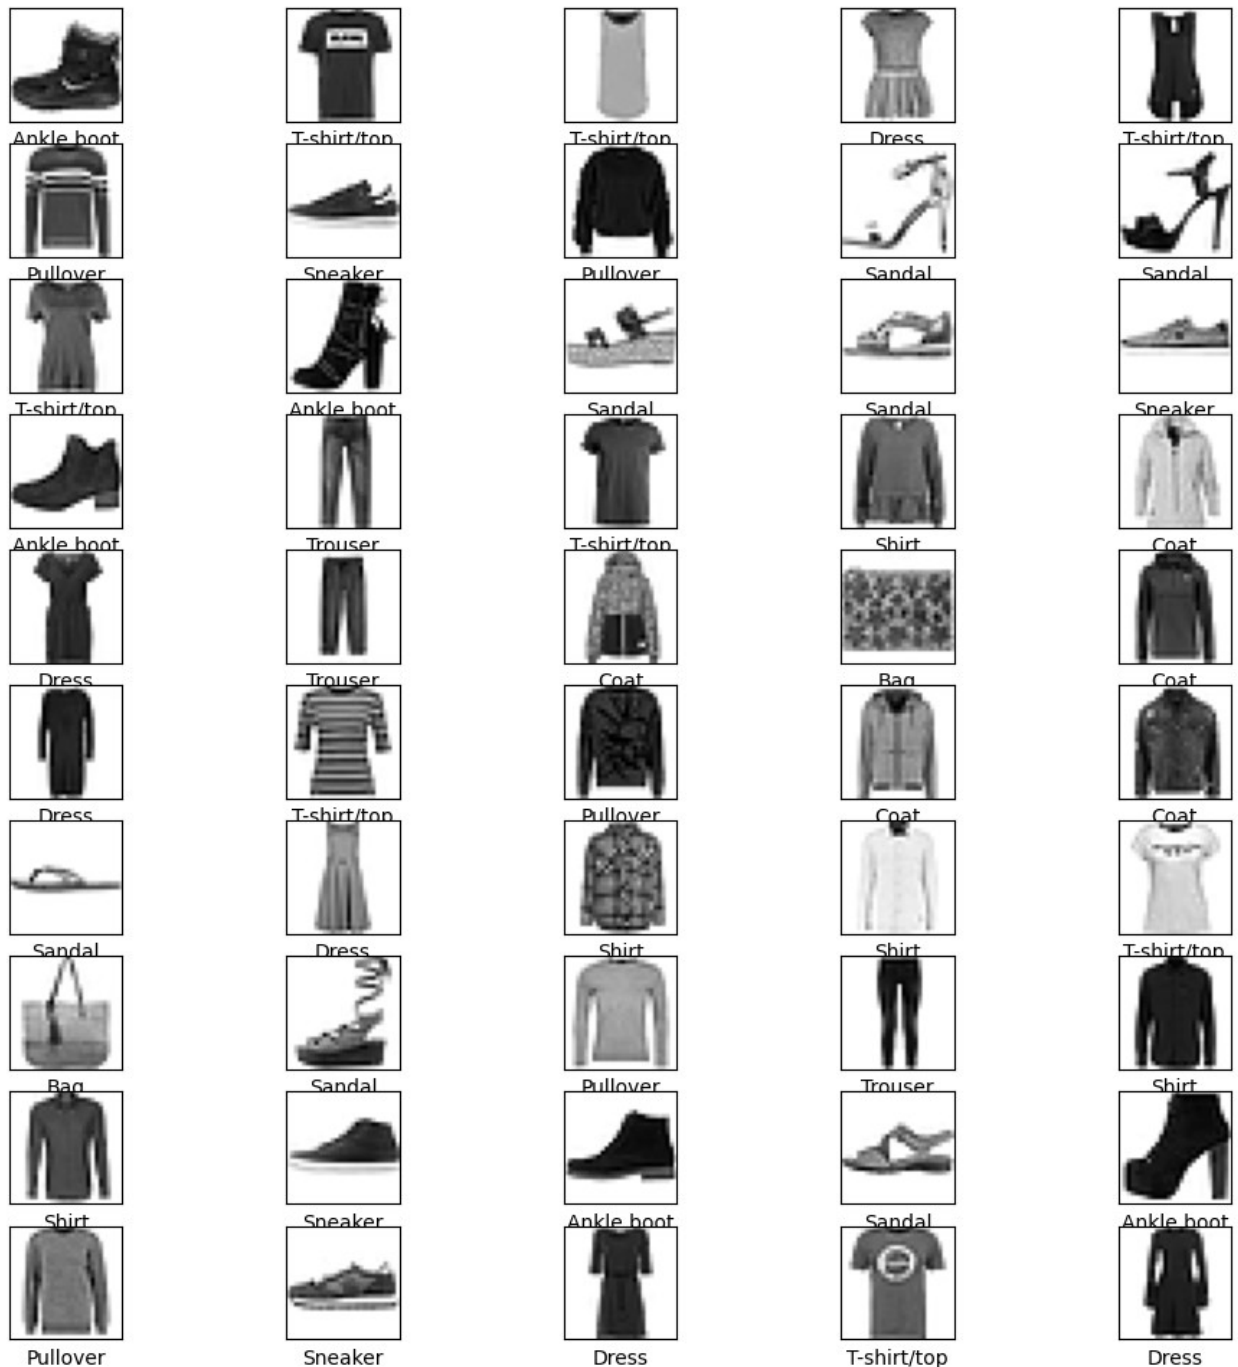 Ankle boot T-shirt/top T-shirt/top Dress T-shirt/top
Pullover Sneaker Pullover Sandal Sandal
T-shirt/top Ankle boot Sandal Sandal Sneaker
Ankle boot Trouser T-shirt/top Shirt Coat
Dress Trouser Coat Bag Coat
Dress T-shirt/top Pullover Coat Coat
Sandal Dress Shirt Shirt T-shirt/top
Bag Sandal Pullover Trouser Shirt
Shirt Sneaker Ankle boot Sandal Ankle boot
Pullover Sneaker Dress T-shirt/top Dress